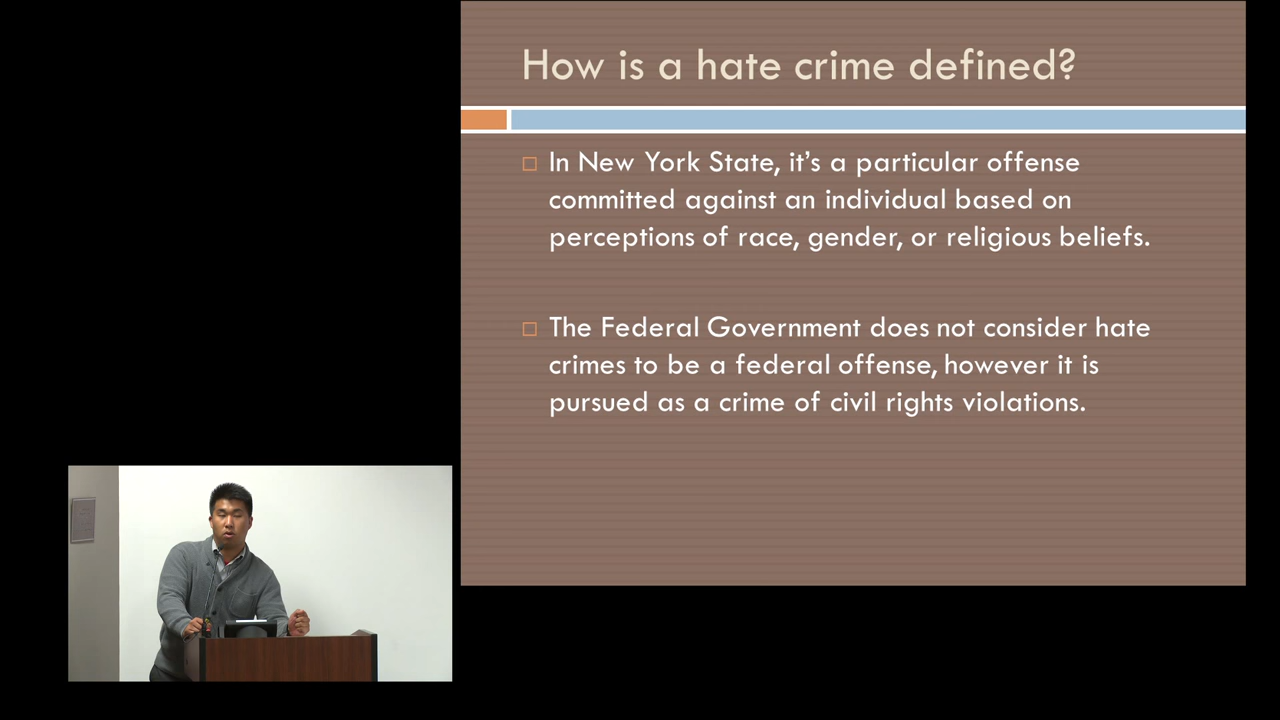 How is a hate crime defined?
In New York State, it's a particular offense
committed against an individual based on
perceptions of race, gender, or religious beliefs.
The Federal Government does not consider hate
crimes to be a federal offense, however it is
pursued as a crime of civil rights violations.